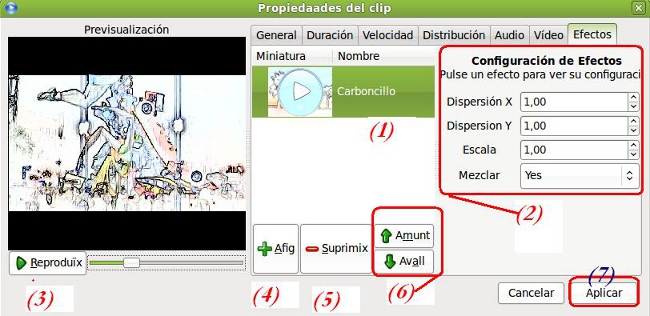 Propiedaades del clip
Previsualización
General Duración Velocidad Distribución Audio Vídeo Efectos
Miniatura Nombre
Carboncillo
(1)
Configuración de Efectos
Pulse un efecto para ver su configuraci
Dispersión X 1,00
Dispersion Y 1,00
Escala 1,00
Mezclar Yes
(2)
Reproduïx
(3)
Afig
(4)
Suprimix
(5)
Amunt
Avall
(6)
(7)
Cancelar Aplicar